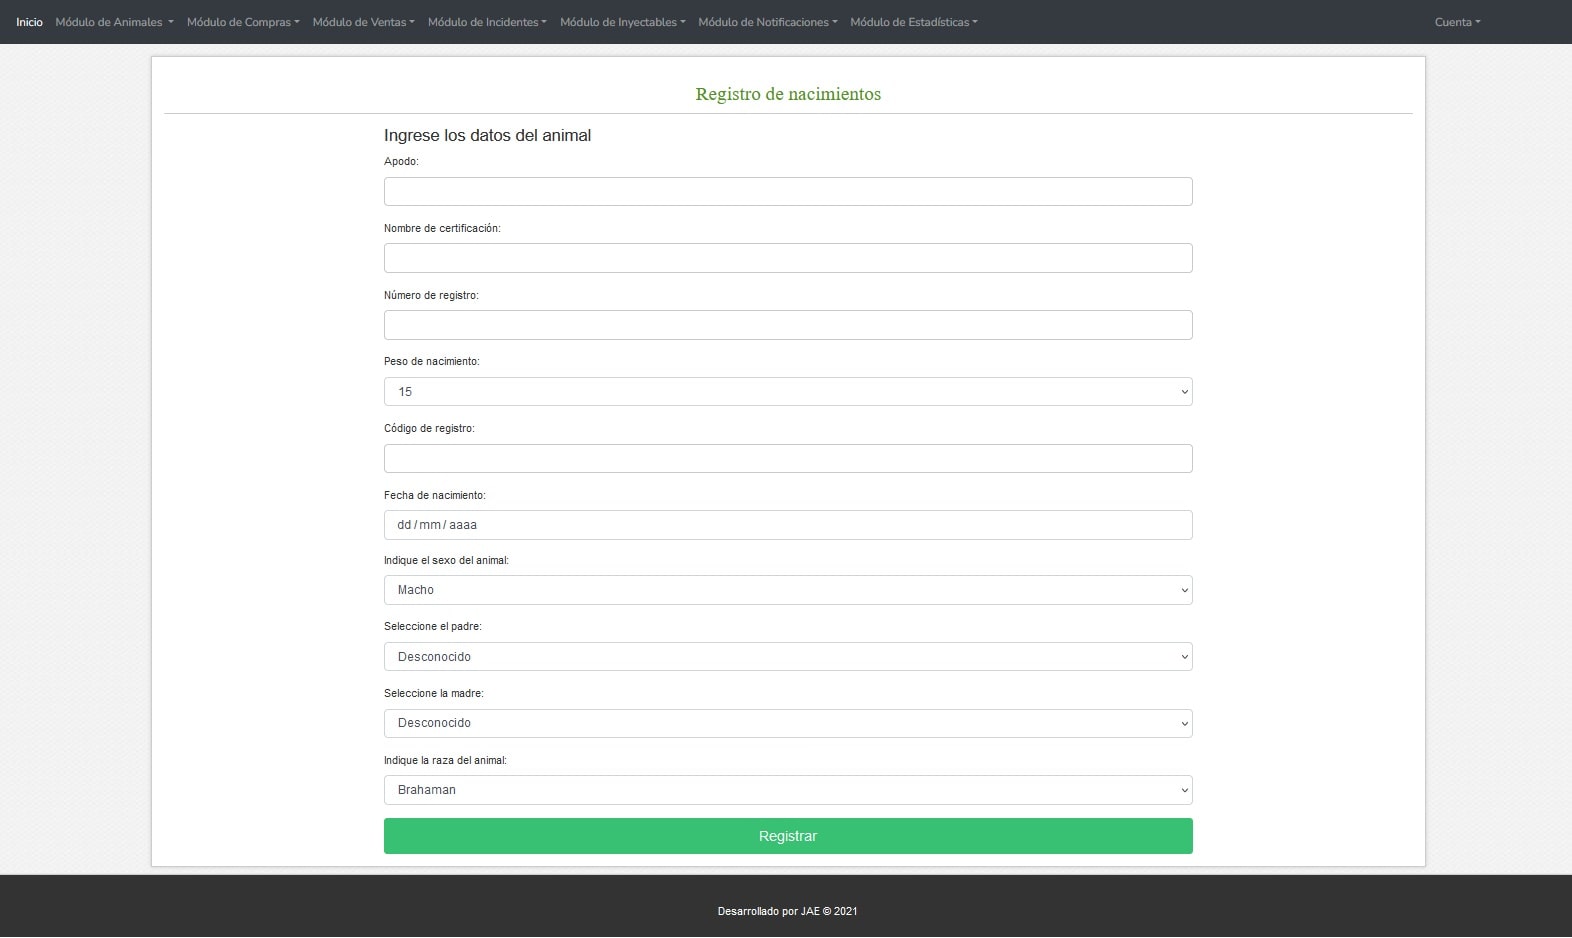 Inicio Módulo de Animales Módulo de Compras Módulo de Ventas Módulo de Incidentes Módulo de Inyectables Módulo de Notificaciones Módulo de Estadísticas Cuenta
Registro de nacimientos
Ingrese los datos del animal
Apodo:
Nombre de certificación:
Número de registro:
Peso de nacimiento:
15
Código de registro:
Fecha de nacimiento:
dd / mm / aaaa
Indique el sexo del animal:
Macho
Seleccione el padre:
Desconocido
Seleccione la madre:
Desconocido
Indique la raza del animal:
Brahaman
Registrar
Desarrollado por JAE © 2021